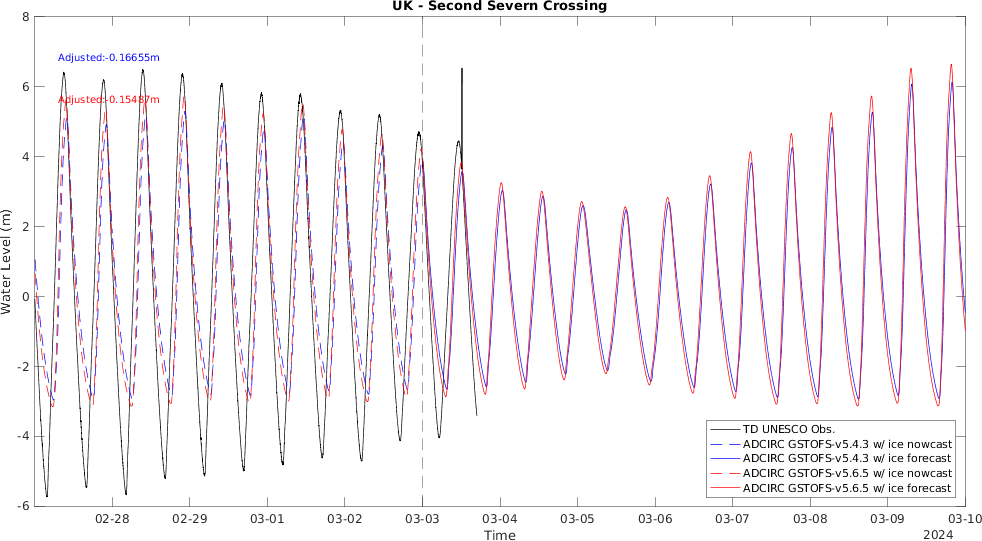 UK - Second Severn Crossing
8
6
4
2
0
-2
-4
-6
Water Level (m)
Adjusted:-0.16655m
Adjusted:-0.15487m
TD UNESCO Obs.
ADCIRC GSTOFS-v5.4.3 w/ ice nowcast
ADCIRC GSTOFS-v5.4.3 w/ ice forecast
ADCIRC GSTOFS-v5.6.5 w/ ice nowcast
ADCIRC GSTOFS-v5.6.5 w/ ice forecast
02-28 02-29 03-01 03-02 03-03 03-04 03-05 03-06 03-07 03-08 03-09 03-10
Time
2024